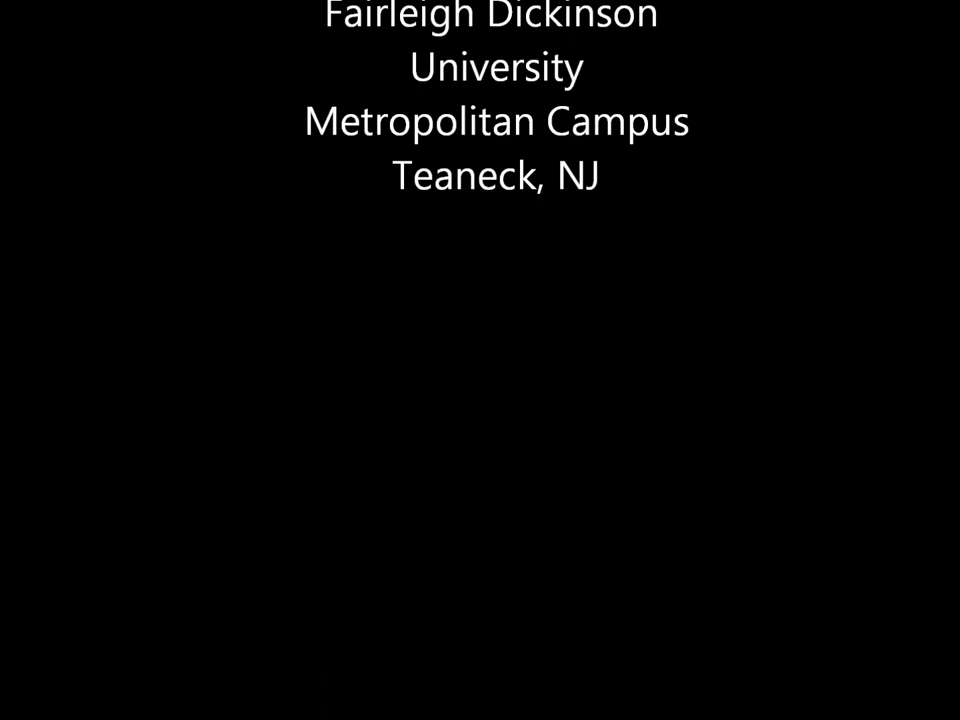 Fairleigh Dickinson
University
Metropolitan Campus
Teaneck, NJ